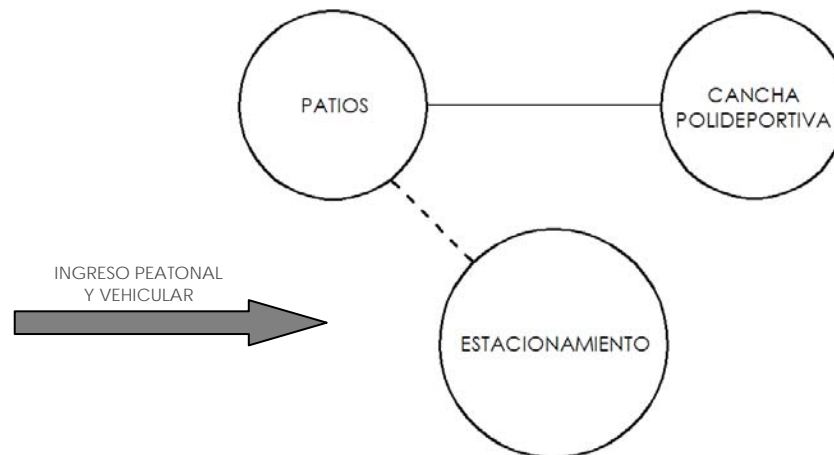 PATIOS
CANCHA
POLIDEPORTIVA
INGRESO PEATONAL
Y VEHICULAR
ESTACIONAMIENTO